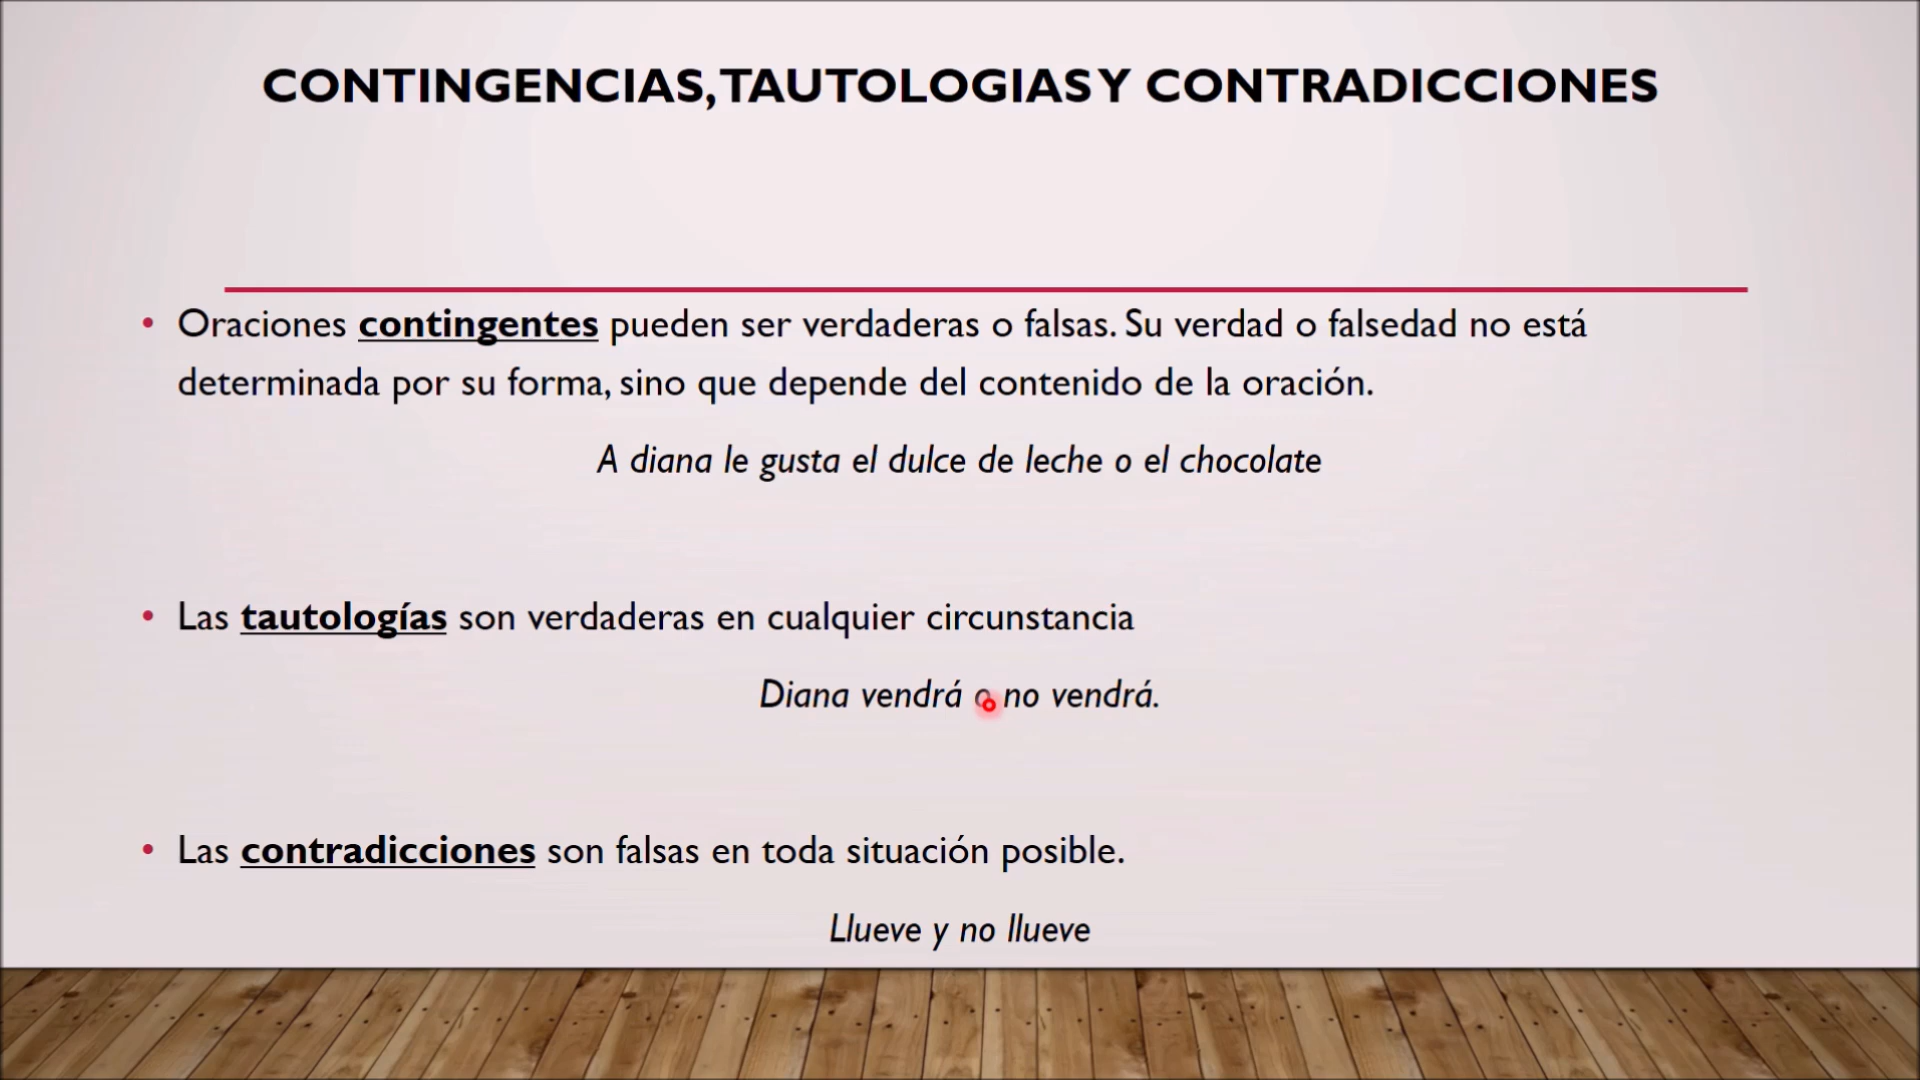 CONTINGENCIAS, TAUTOLOGIAS Y CONTRADICCIONES
• Oraciones contingentes pueden ser verdaderas o falsas. Su verdad o falsedad no está
determinada por su forma, sino que depende del contenido de la oración.
A diana le gusta el dulce de leche o el chocolate
• Las tautologías son verdaderas en cualquier circunstancia
Diana vendrá o no vendrá.
• Las contradicciones son falsas en toda situación posible.
Llueve y no llueve